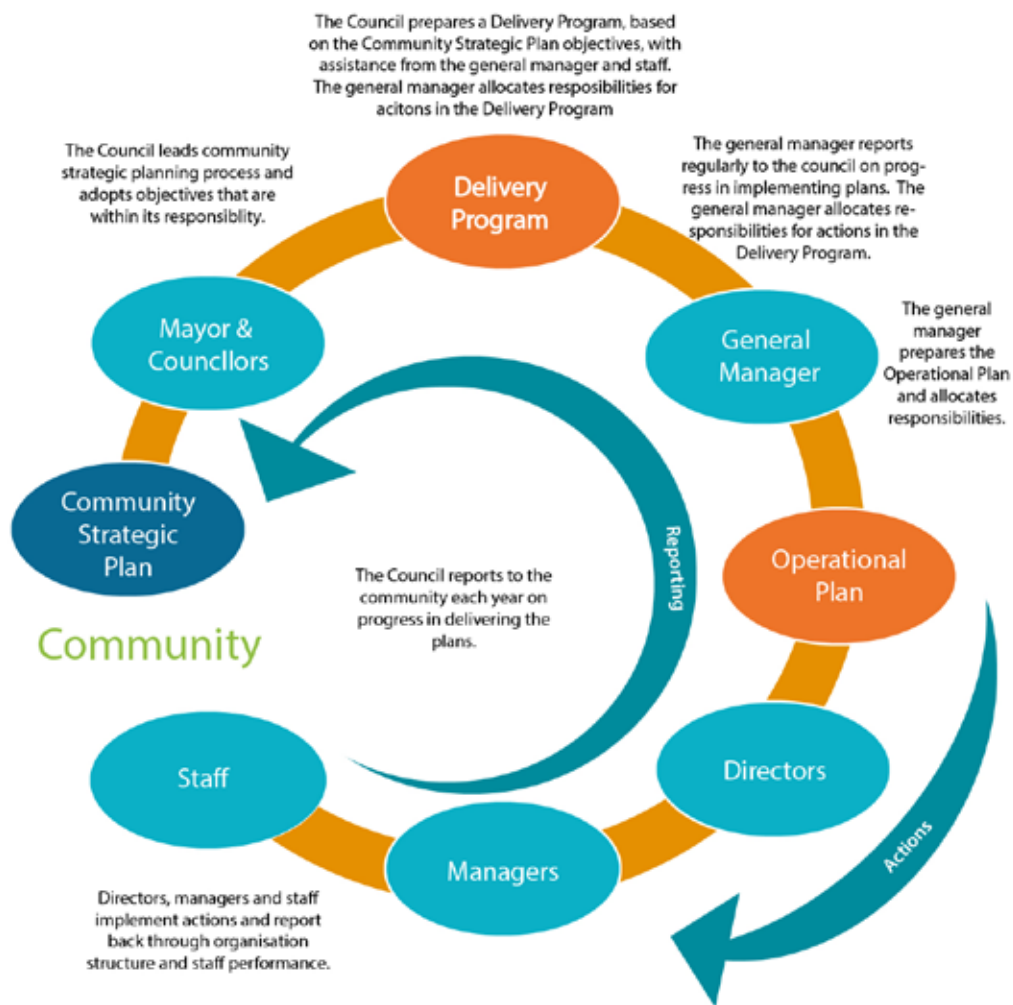 The Council prepares a Delivery Program, based
on the Community Strategic Plan objectives, with
assistance from the general manager and staff.
The general manager allocates resposibilities for
acitons in the Delivery Program
The Council leads community
strategic planning process and
adopts objectives that are
within its responsiblity.
Delivery
Program
The general manager reports
regularly to the council on prog-
ress in implementing plans. The
general manager allocates re-
sponsibilities for actions in the
Delivery Program.
Mayor &
Councllors
General
Manager
The general
manager
prepares the
Operational Plan
and allocates
responsibilities.
Community
Strategic
Plan
Reporting
Operational
Plan
The Council reports to the
community each year on
progress in delivering the
plans.
Community
Staff
Directors
Managers
Actions
Directors, managers and staff
implement actions and report
back through organisation
structure and staff performance.